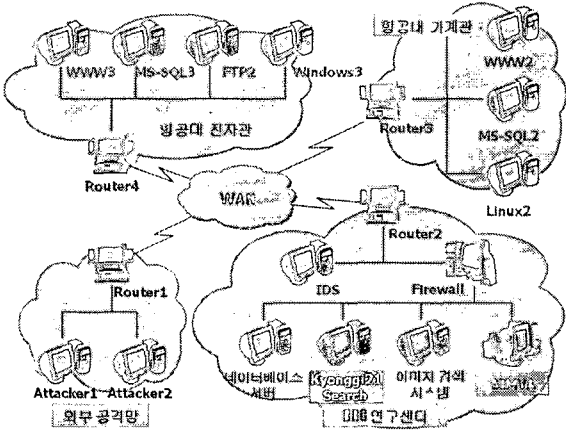 WWW3 MS-SQL3 FTP2 Windows3
항공대 전자관
Router4
항공대 기계관
WWW2
Router3
MS-SQL2
Linux2
WAN
Router2
Router1
IDS Firewall
Attacker1 Attacker2
외부 공격망
데이터베이스
서버
Kyonggi21
Search
이미지 검색
시스템
연구센터